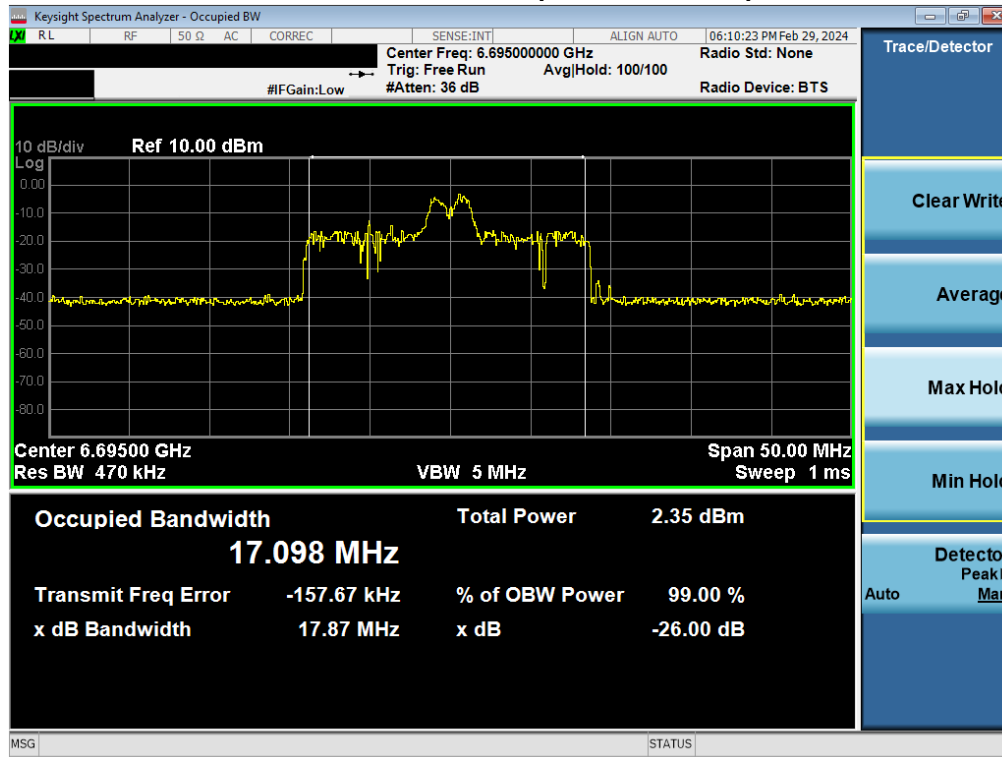 Keysight Spectrum Analyzer - Occupied BW
LXI RL RF 50 Ω AC CORREC SENSE:INT ALIGN AUTO 06:10:23 PM Feb 29, 2024
Center Freq: 6.695000000 GHz Radio Std: None
Trig: Free Run Avg|Hold: 100/100
#IFGain:Low #Atten: 36 dB Radio Device: BTS
Trace/Detector
10 dB/div Ref 10.00 dBm
Log
0.00
-10.0
-20.0
-30.0
-40.0
-50.0
-60.0
-70.0
-80.0
Center 6.69500 GHz Span 50.00 MHz
Res BW 470 kHz VBW 5 MHz Sweep 1 ms
Occupied Bandwidth Total Power 2.35 dBm
17.098 MHz
Transmit Freq Error -157.67 kHz % of OBW Power 99.00 %
x dB Bandwidth 17.87 MHz x dB -26.00 dB
Clear Write
Average
Max Hold
Min Hold
Detector
Peak
Auto Man
MSG STATUS